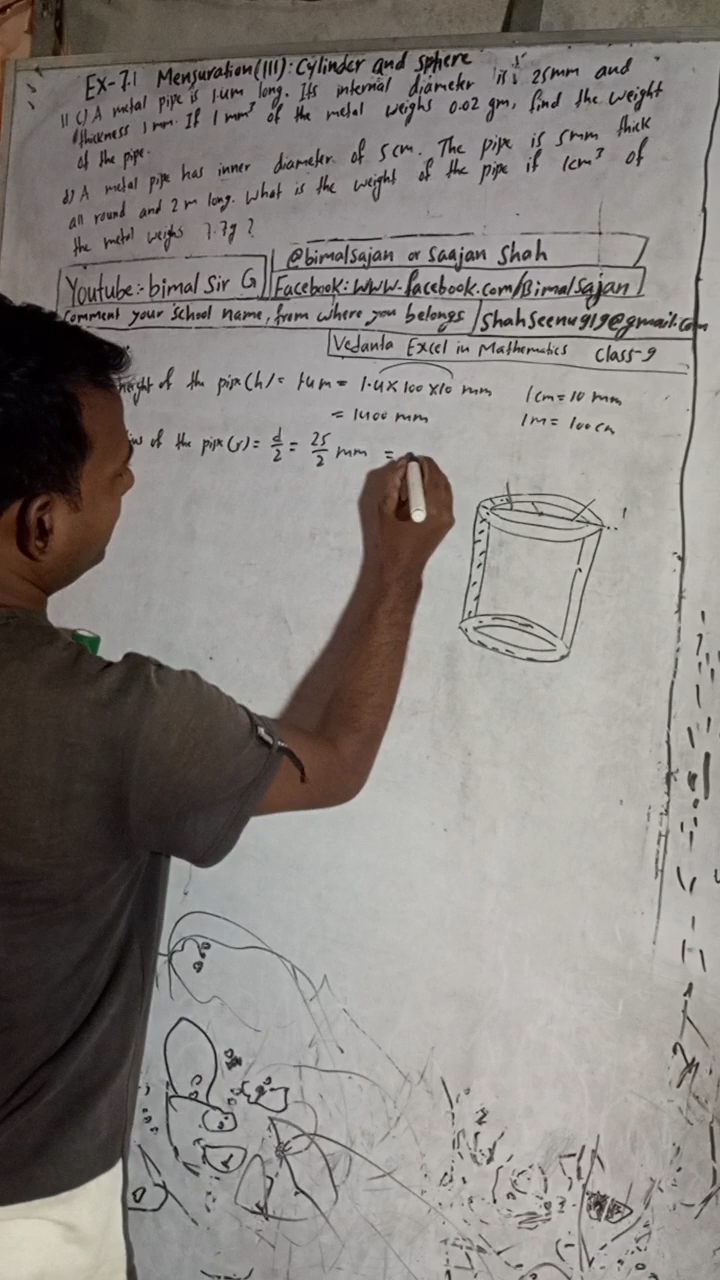 Ex-7.1 Mensuration(III): Cylinder and sphere
11 c) A metal pipe is 1.4m long. Its internal diameter is 25mm and
thickness 1 mm. If 1 mm³ of the metal weighs 0.02 gm, find the weight
of the pipe.
d) A metal pipe has inner diameter of 5 cm. The pipe is 5mm thick
all round and 2 m long. What is the weight of the pipe if 1cm³ of
the metal weighs 7.7g?
@bimalsajan or Saajan Shah
Youtube:- bimal Sir G
Facebook: www.facebook.com/Bimalsajan
Comment your school name, from where you belongs / Shahseenu919@gmail.com
Vedanta Excel in Mathematics Class-9
height of the pipe (h) = 1.4m = 1.4×100×10 mm
= 1400 mm
1cm = 10 mm
1m = 100cm
of the pipe (r) = d/2 = 25/2 mm =